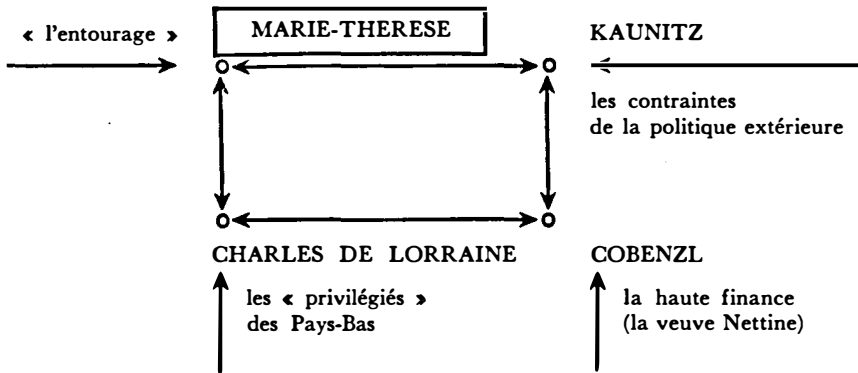 « l'entourage »
MARIE-THERESE
KAUNITZ
les contraintes
de la politique extérieure
CHARLES DE LORRAINE
COBENZL
les « privilégiés »
des Pays-Bas
la haute finance
(la veuve Nettine)